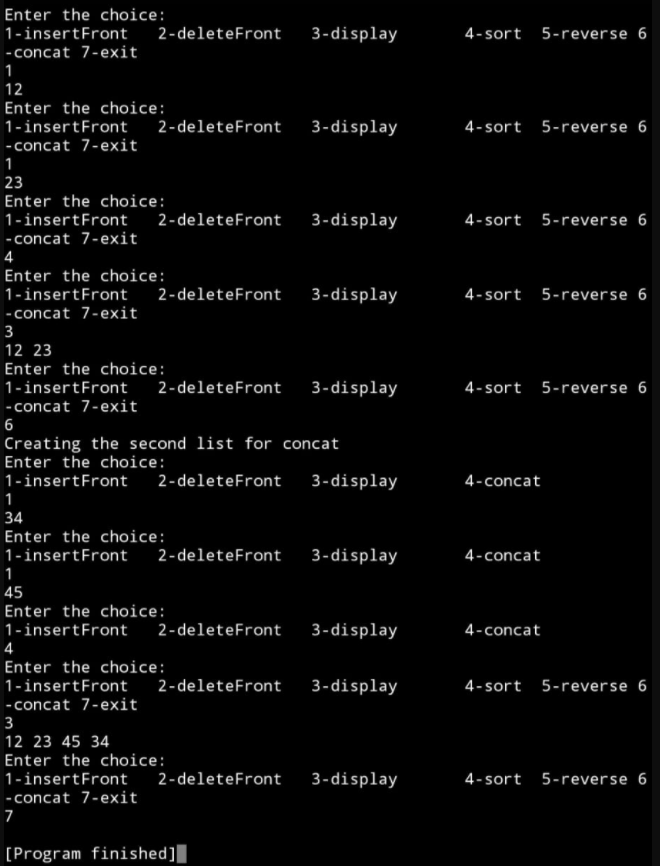 Enter the choice:
1-insertFront   2-deleteFront   3-display       4-sort  5-reverse 6
-concat 7-exit
1
12
Enter the choice:
1-insertFront   2-deleteFront   3-display       4-sort  5-reverse 6
-concat 7-exit
1
23
Enter the choice:
1-insertFront   2-deleteFront   3-display       4-sort  5-reverse 6
-concat 7-exit
4
Enter the choice:
1-insertFront   2-deleteFront   3-display       4-sort  5-reverse 6
-concat 7-exit
3
12 23
Enter the choice:
1-insertFront   2-deleteFront   3-display       4-sort  5-reverse 6
-concat 7-exit
6
Creating the second list for concat
Enter the choice:
1-insertFront   2-deleteFront   3-display       4-concat
1
34
Enter the choice:
1-insertFront   2-deleteFront   3-display       4-concat
1
45
Enter the choice:
1-insertFront   2-deleteFront   3-display       4-concat
4
Enter the choice:
1-insertFront   2-deleteFront   3-display       4-sort  5-reverse 6
-concat 7-exit
3
12 23 45 34
Enter the choice:
1-insertFront   2-deleteFront   3-display       4-sort  5-reverse 6
-concat 7-exit
7

[Program finished]